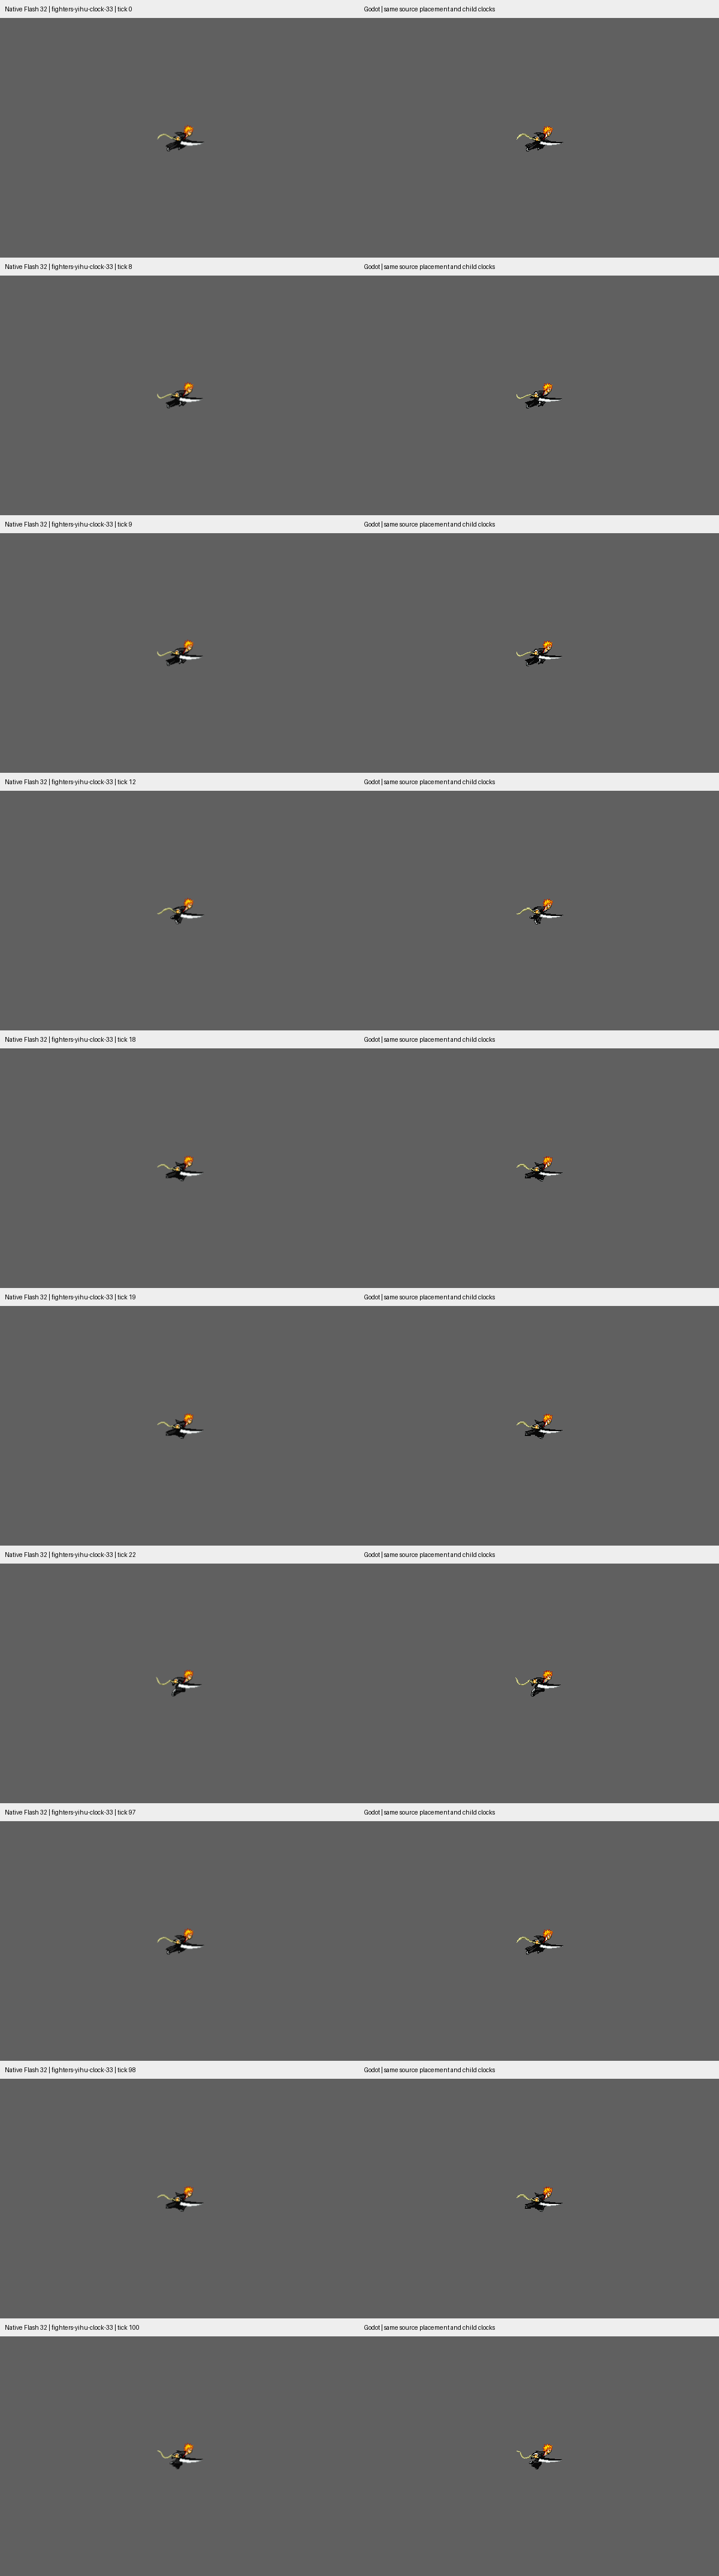 Native Flash 32 | fighters-yihu-clock-33 | tick 0
Godot | same source placement and child clocks
Native Flash 32 | fighters-yihu-clock-33 | tick 8
Godot | same source placement and child clocks
Native Flash 32 | fighters-yihu-clock-33 | tick 9
Godot | same source placement and child clocks
Native Flash 32 | fighters-yihu-clock-33 | tick 12
Godot | same source placement and child clocks
Native Flash 32 | fighters-yihu-clock-33 | tick 18
Godot | same source placement and child clocks
Native Flash 32 | fighters-yihu-clock-33 | tick 19
Godot | same source placement and child clocks
Native Flash 32 | fighters-yihu-clock-33 | tick 22
Godot | same source placement and child clocks
Native Flash 32 | fighters-yihu-clock-33 | tick 97
Godot | same source placement and child clocks
Native Flash 32 | fighters-yihu-clock-33 | tick 98
Godot | same source placement and child clocks
Native Flash 32 | fighters-yihu-clock-33 | tick 100
Godot | same source placement and child clocks